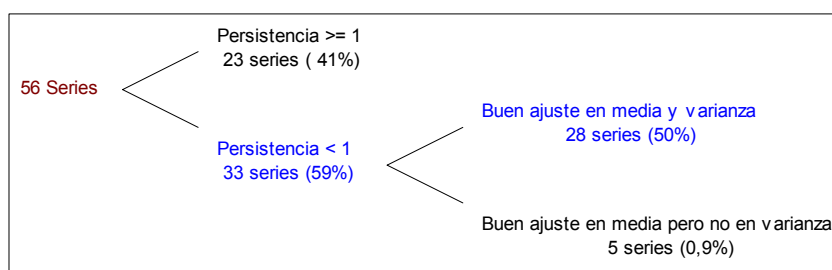 Persistencia >= 1
23 series ( 41%)
56 Series
Buen ajuste en media y varianza
28 series (50%)
Persistencia < 1
33 series (59%)
Buen ajuste en media pero no en varianza
5 series (0,9%)